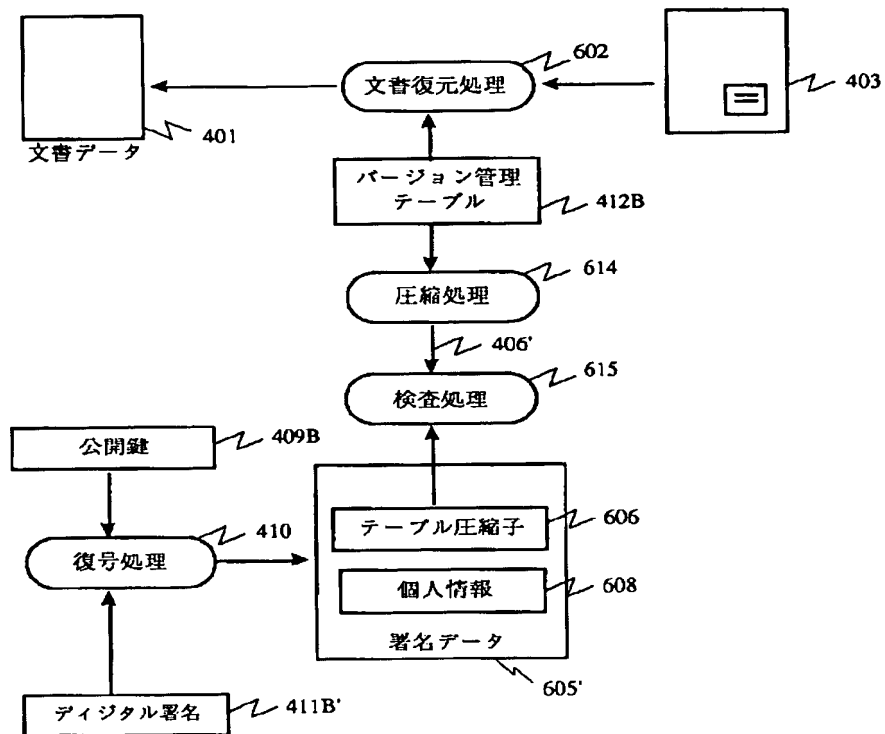 602
文書復元処理
403
401
文書データ
バージョン管理
テーブル
412B
614
圧縮処理
406'
615
検査処理
公開鍵
409B
テーブル圧縮子
606
410
復号処理
個人情報
608
署名データ
605'
ディジタル署名
411B'